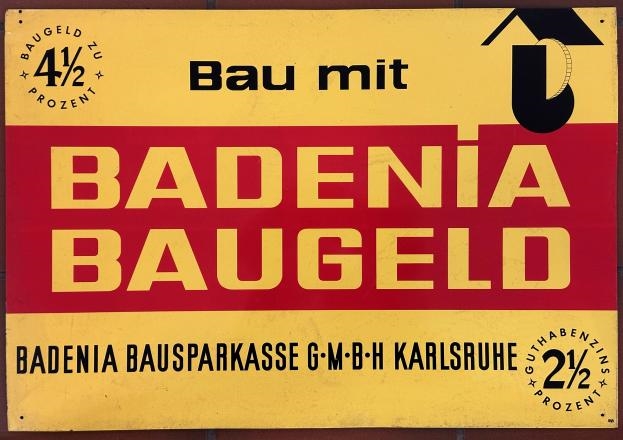 BAUGELD ZU
4½
PROZENT
Bau mit
BADENiA
BAUGELD
BADENIA BAUSPARKASSE G·M·B·H KARLSRUHE
GUTHABENZINS
2½
PROZENT